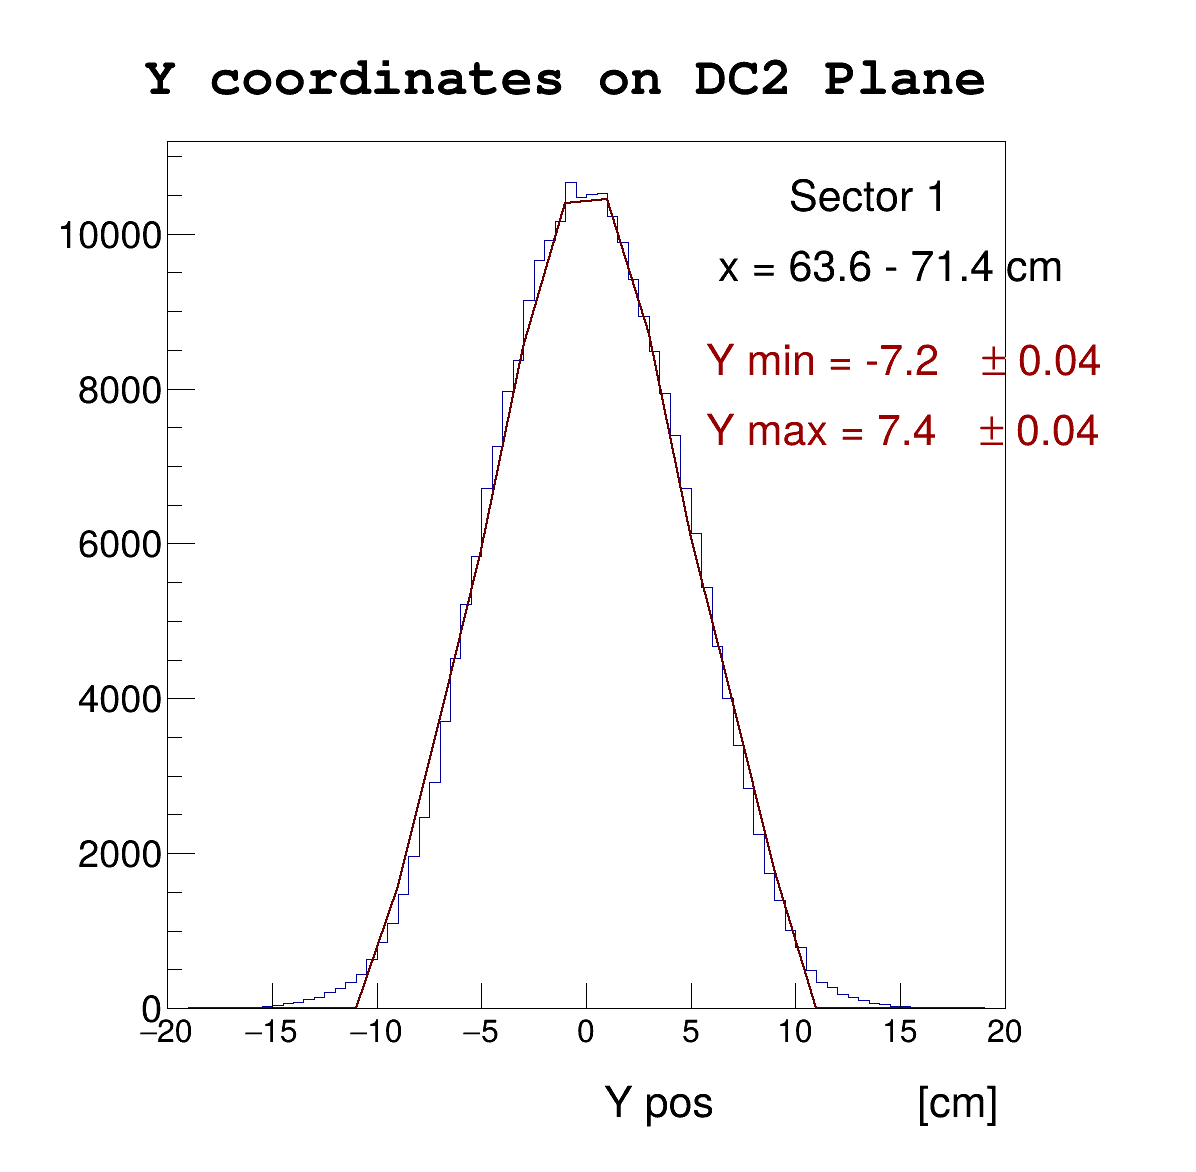 Y coordinates on DC2 Plane
Sector 1
x = 63.6 - 71.4 cm
Y min = -7.2 ± 0.04
Y max = 7.4 ± 0.04
10000
8000
6000
4000
2000
0
−20 −15 −10 −5 0 5 10 15 20
Y pos [cm]